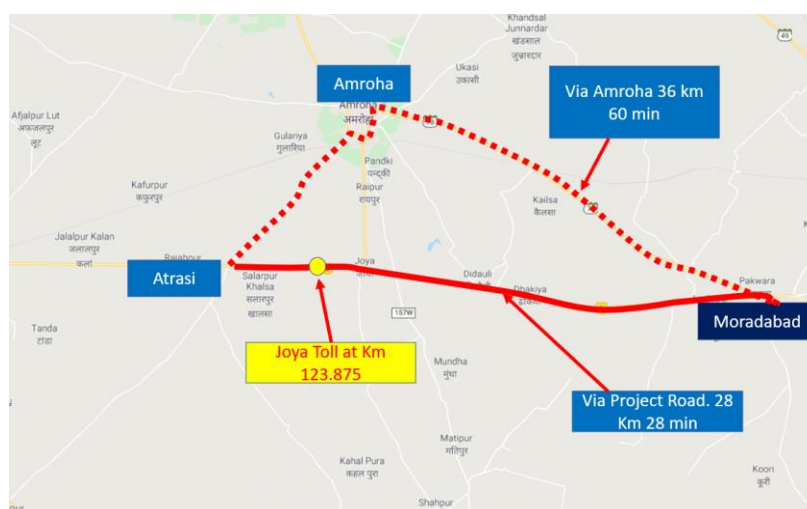 Khandsal
Junnardar
खंडसाल
जुन्नारदार
Ukasi
उकासी
Amroha
Amroha
अमरोहा
Via Amroha 36 km
60 min
Afjalpur Lut
अफजलपुर
लूट
Gulariya
गुलारिया
Pandki
पन्दकी
Raipur
रायपुर
Kafurpur
कफूरपुर
Kailsa
कैलसा
Jalalpur Kalan
जलालपुर
कलां
Rajabpur
Atrasi
Salarpur
Khalsa
सलारपुर
खालसा
Joya
Didauli
Dhakiya
Pakwara
Moradabad
157W
Tanda
टांडा
Joya Toll at Km
123.875
Mundha
मुंधा
Via Project Road. 28
Km 28 min
Matipur
मतिपुर
Kahal Pura
कहल पुरा
Koori
कूरी
Shahpur